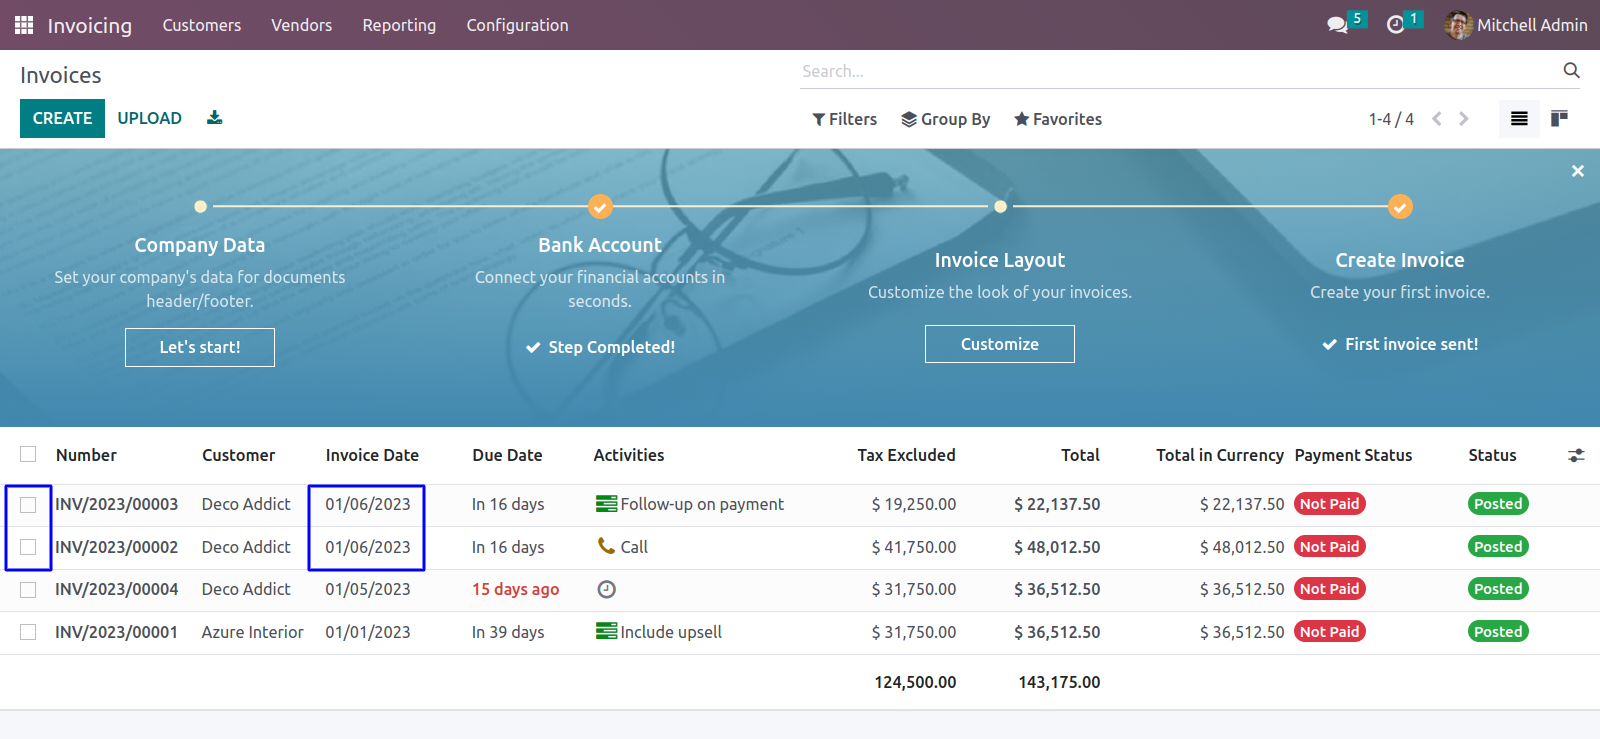 Invoicing Customers Vendors Reporting Configuration 5 1 Mitchell Admin
Invoices
Search...
CREATE UPLOAD Filters Group By Favorites 1-4 / 4
Company Data
Set your company's data for documents
header/footer.
Let's start!
Bank Account
Connect your financial accounts in
seconds.
Step Completed!
Invoice Layout
Customize the look of your invoices.
Customize
Create Invoice
Create your first invoice.
First invoice sent!
Number Customer Invoice Date Due Date Activities Tax Excluded Total Total in Currency Payment Status Status
INV/2023/00003 Deco Addict 01/06/2023 In 16 days Follow-up on payment $ 19,250.00 $ 22,137.50 $ 22,137.50 Not Paid Posted
INV/2023/00002 Deco Addict 01/06/2023 In 16 days Call $ 41,750.00 $ 48,012.50 $ 48,012.50 Not Paid Posted
INV/2023/00004 Deco Addict 01/05/2023 15 days ago $ 31,750.00 $ 36,512.50 $ 36,512.50 Not Paid Posted
INV/2023/00001 Azure Interior 01/01/2023 In 39 days Include upsell $ 31,750.00 $ 36,512.50 $ 36,512.50 Not Paid Posted
124,500.00 143,175.00